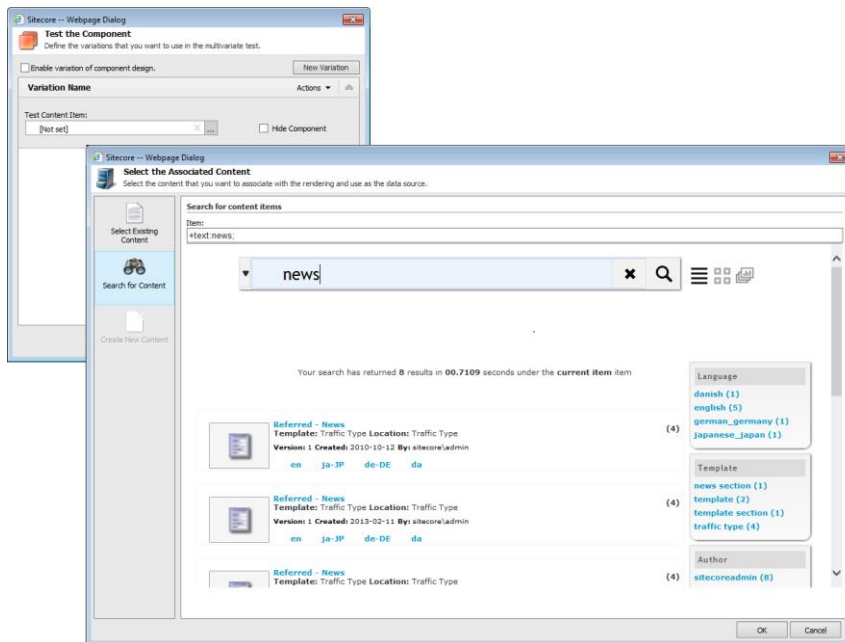 Sitecore -- Webpage Dialog
Test the Component
Define the variations that you want to use in the multivariate test.
Enable variation of component design.
New Variation
Variation Name
Actions
Test Content Item:
[Not set]
X
...
Hide Component
Sitecore -- Webpage Dialog
Select the Associated Content
Select the content that you want to associate with the rendering and use as the data source.
Select Existing
Content
Search for Content
Create New Content
Search for content items
Item:
+text:news;
news
Your search has returned 8 results in 00.7109 seconds under the current item item
Referred - News
(4)
Template: Traffic Type Location: Traffic Type
Version: 1 Created: 2010-10-12 By: sitecore\admin
en ja-JP de-DE da
Referred - News
(4)
Template: Traffic Type Location: Traffic Type
Version: 1 Created: 2013-02-11 By: sitecore\admin
en ja-JP de-DE da
Referred - News
(4)
Template: Traffic Type Location: Traffic Type
Language
danish (1)
english (5)
german_germany (1)
japanese_japan (1)
Template
news section (1)
template (2)
template section (1)
traffic type (4)
Author
sitecoreadmin (8)
OK
Cancel